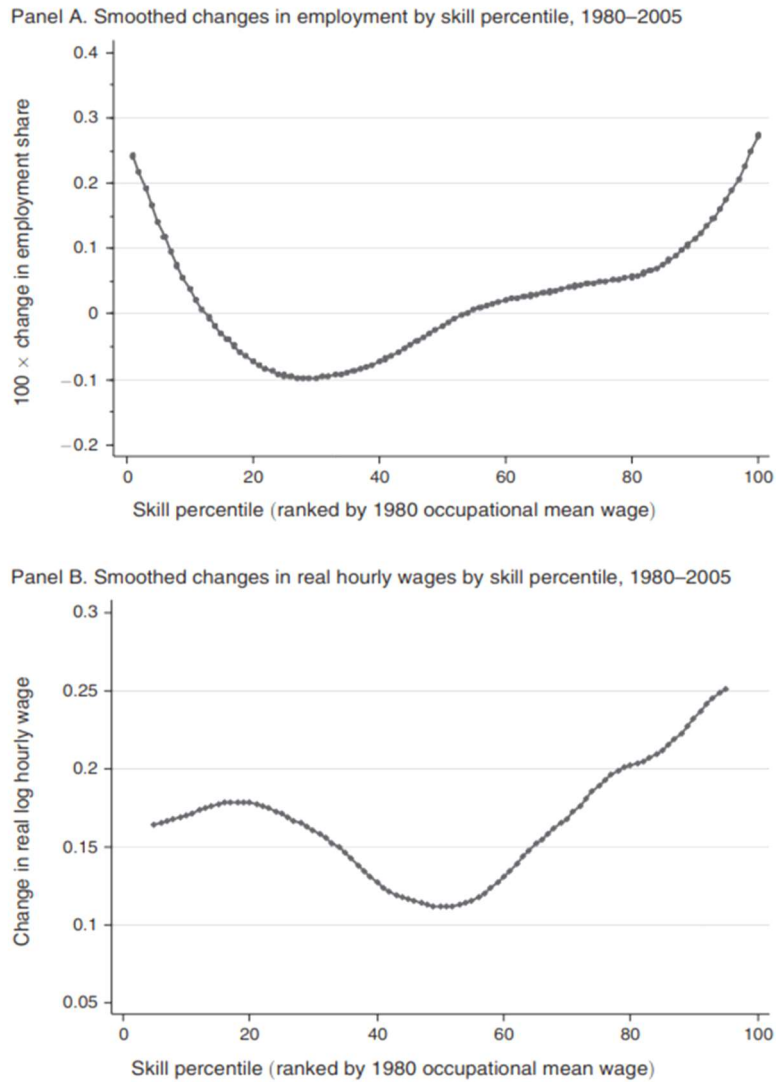 Panel A. Smoothed changes in employment by skill percentile, 1980–2005
0.4
0.3
0.2
0.1
0
−0.1
−0.2
100 × change in employment share
0 20 40 60 80 100
Skill percentile (ranked by 1980 occupational mean wage)
Panel B. Smoothed changes in real hourly wages by skill percentile, 1980–2005
0.3
0.25
0.2
0.15
0.1
0.05
Change in real log hourly wage
0 20 40 60 80 100
Skill percentile (ranked by 1980 occupational mean wage)